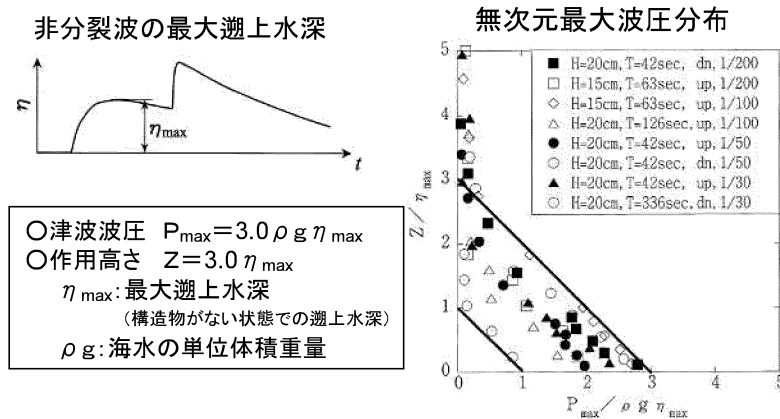 非分裂波の最大遡上水深
η
ηmax
t
○津波波圧 Pmax=3.0ρgηmax
○作用高さ Z=3.0ηmax
ηmax:最大遡上水深
(構造物がない状態での遡上水深)
ρg:海水の単位体積重量
無次元最大波圧分布
■ H=20cm,T=42sec, dn,1/200
□ H=15cm,T=63sec, up,1/200
◇ H=15cm,T=63sec, up,1/100
△ H=20cm,T=126sec, up,1/100
● H=20cm,T=42sec, up,1/50
○ H=20cm,T=42sec, dn,1/50
▲ H=20cm,T=42sec, up,1/30
○ H=20cm,T=336sec, dn,1/30
Z/ηmax
5
4
3
2
1
0
0 1 2 3 4 5
Pmax/ρgηmax